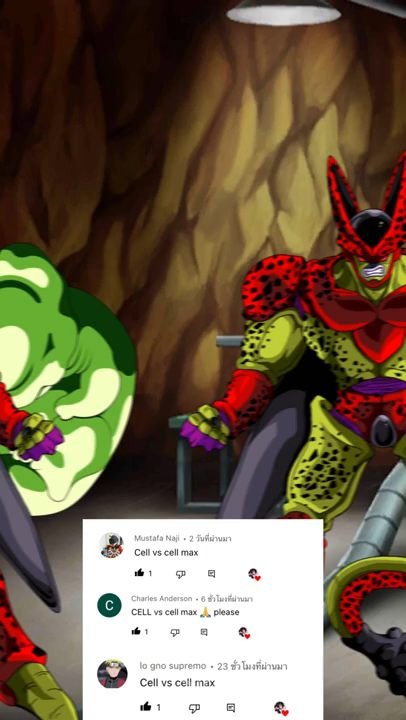 Mustafa Naji • 2 วันที่ผ่านมา
Cell vs cell max
1
C
Charles Anderson • 6 ชั่วโมงที่ผ่านมา
CELL vs cell max 🙏 please
1
lo gno supremo • 23 ชั่วโมงที่ผ่านมา
Cell vs cell max
1